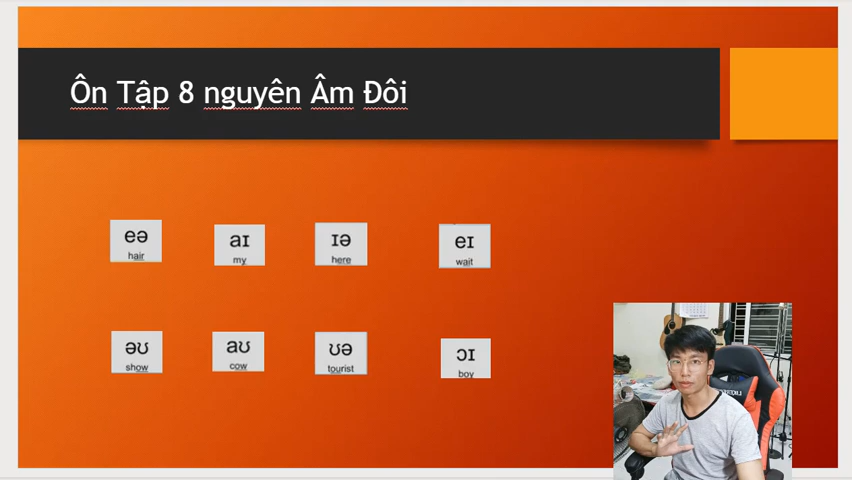 Ôn Tập 8 nguyên Âm Đôi
eə aɪ ɪə eɪ
hair my here wait
əʊ aʊ ʊə ɔɪ
show cow tourist boy